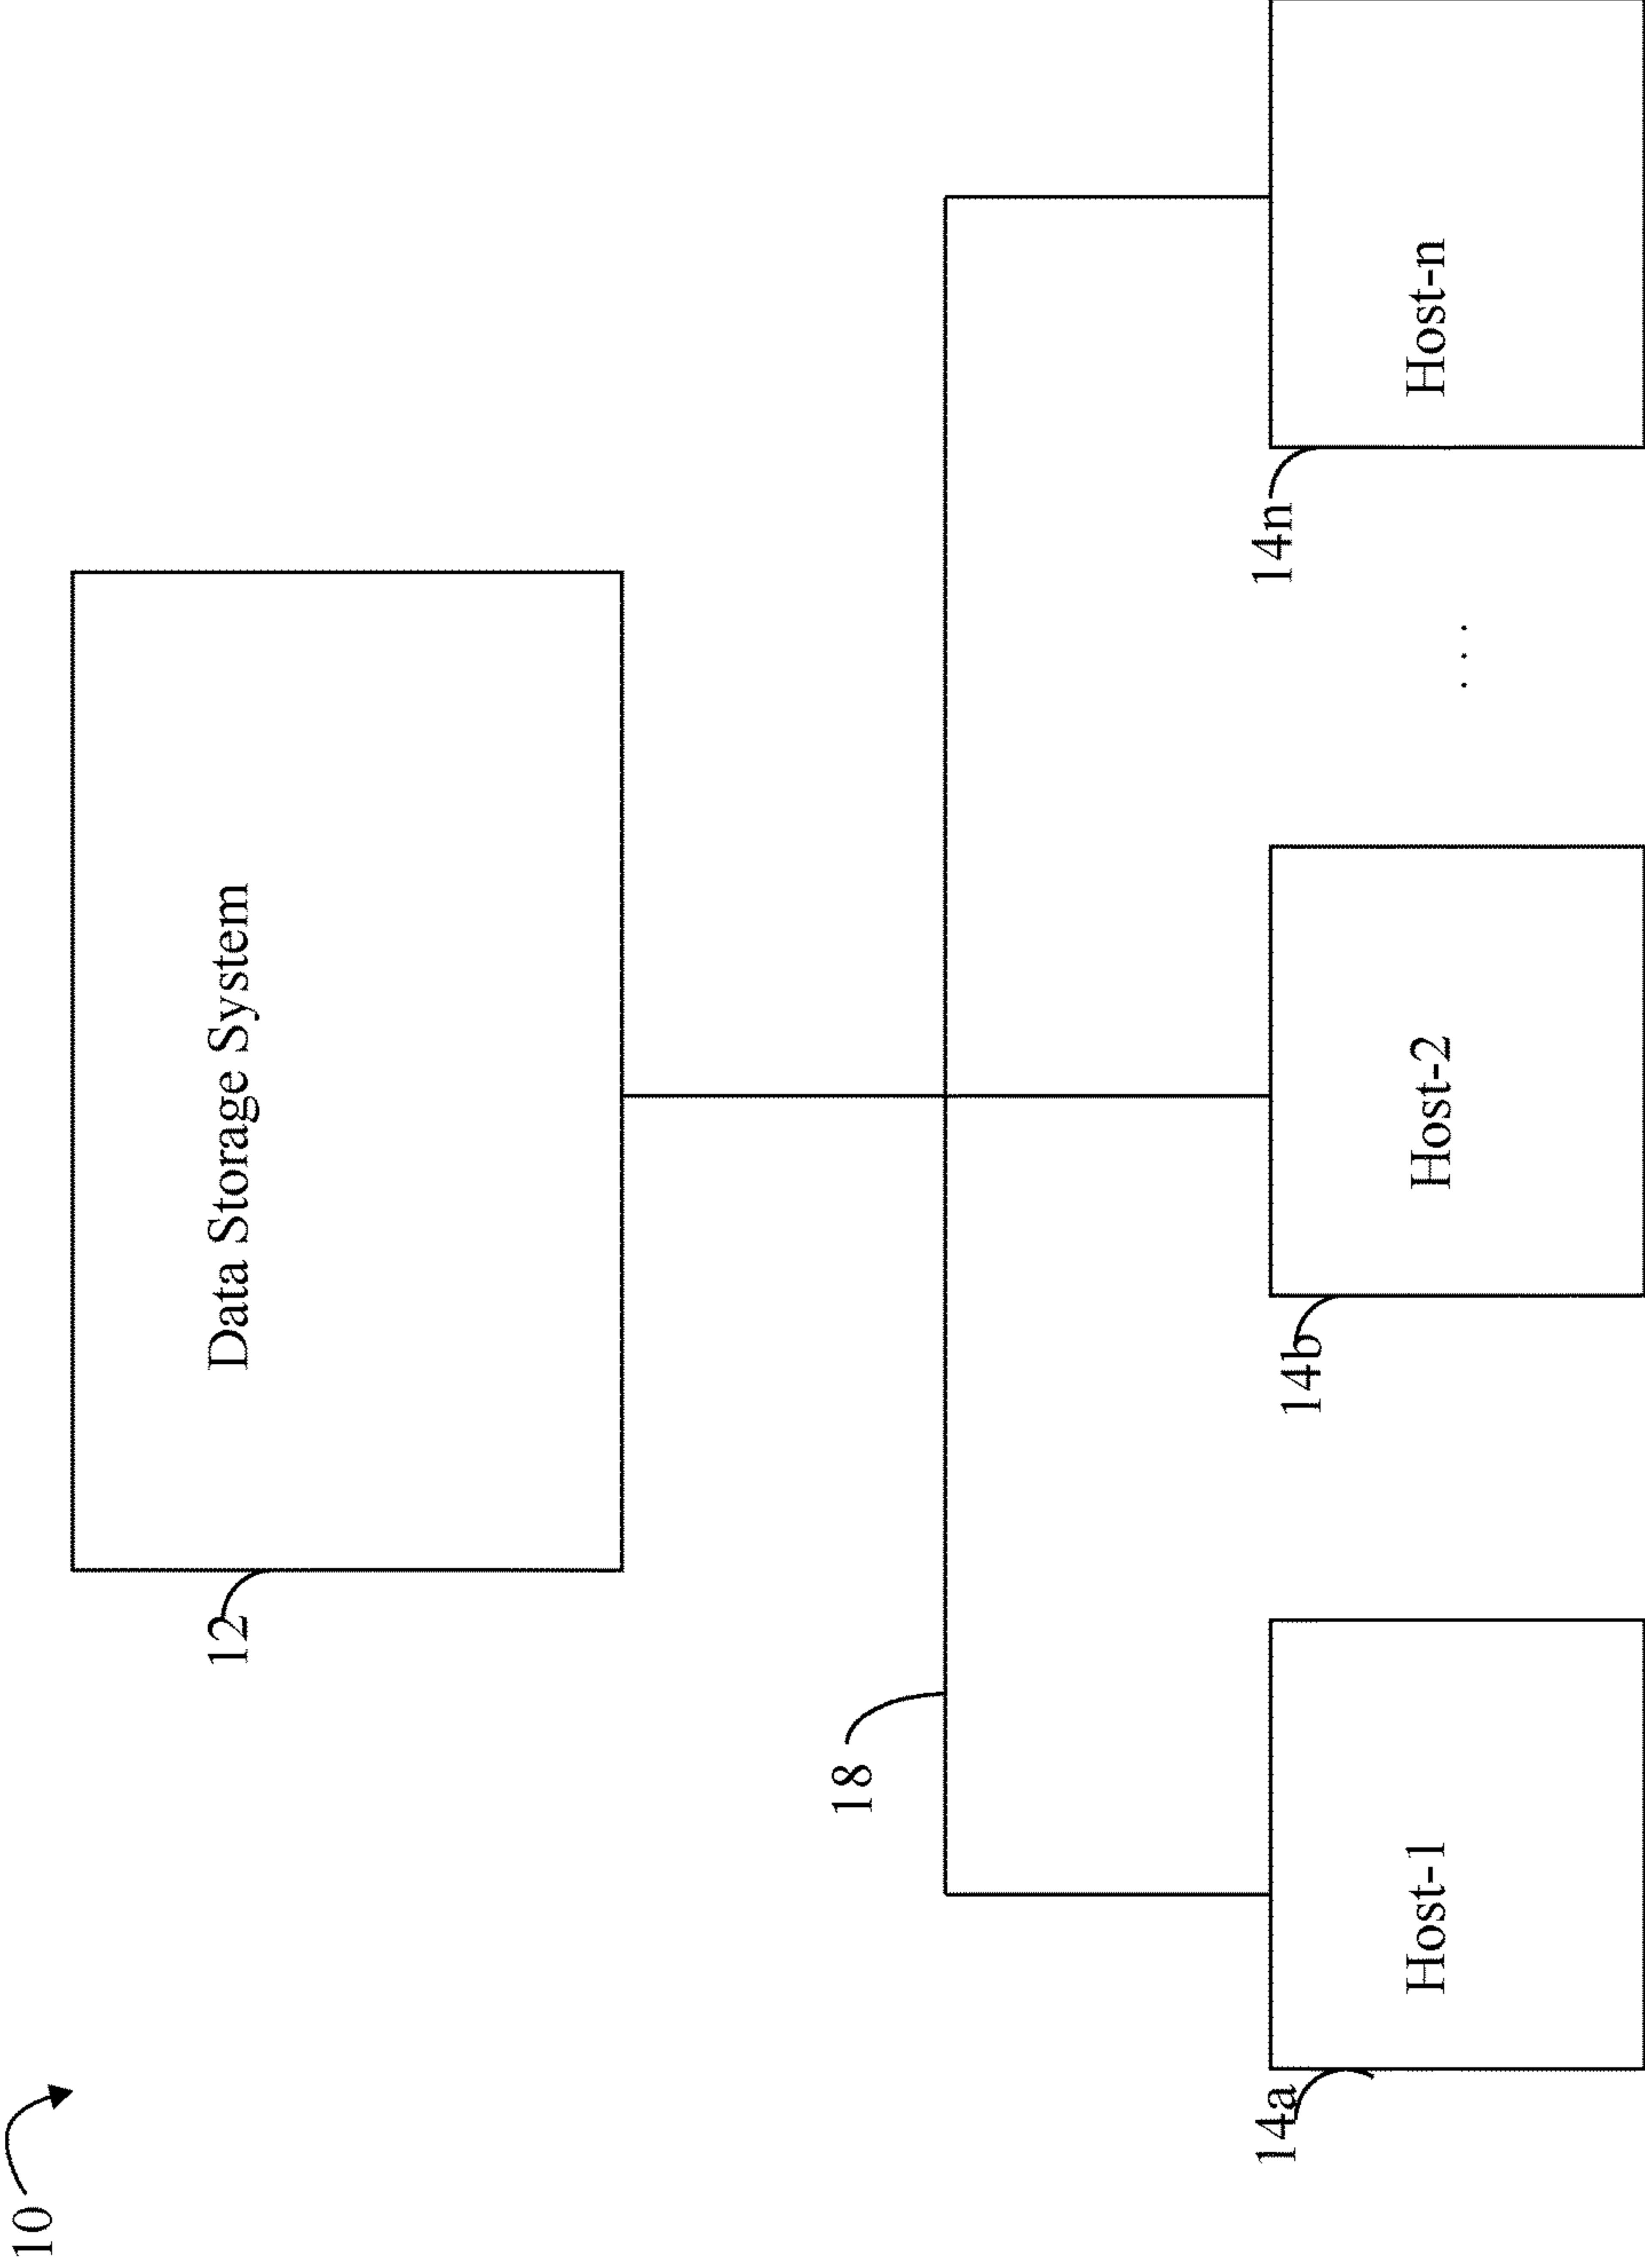 10
12
Data Storage System
18
14a
Host-1
14b
Host-2
. . .
14n
Host-n